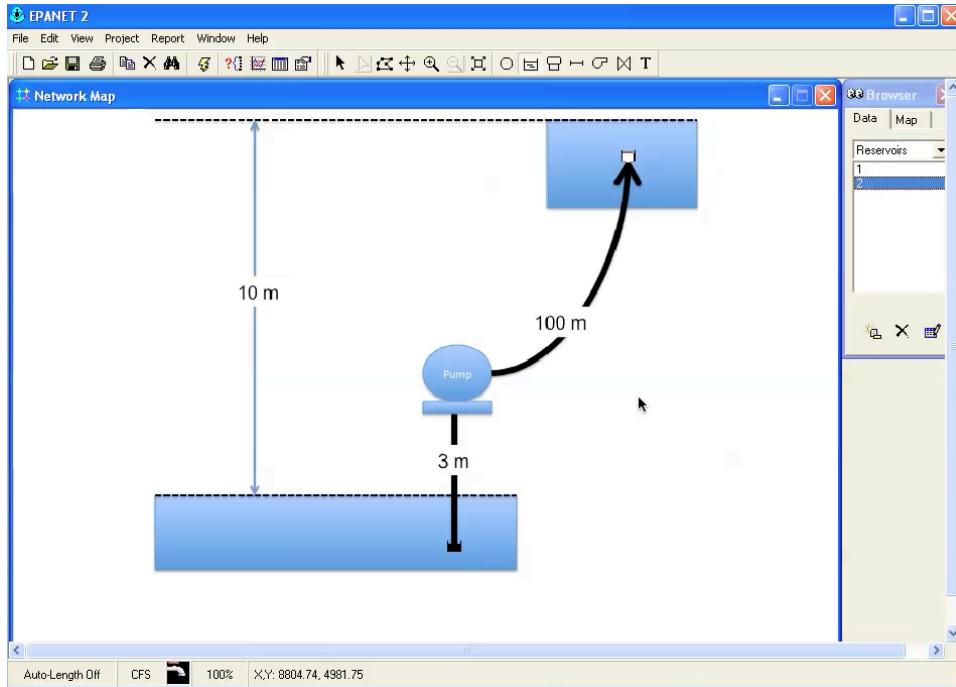 EPANET 2
File Edit View Project Report Window Help
T
Network Map
Browser
Data Map
Reservoirs
1
2
10 m
100 m
Pump
3 m
Auto-Length Off CFS 100% X,Y: 8804.74, 4981.75